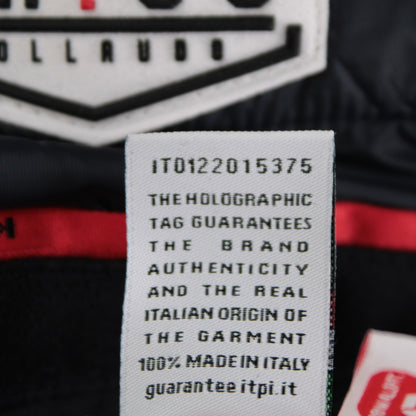 OLLAUDO
IT0122015375
THE HOLOGRAPHIC
TAG GUARANTEES
THE BRAND
AUTHENTICITY
AND THE REAL
ITALIAN ORIGIN OF
THE GARMENT
100% MADE IN ITALY
guarantee itpi.it